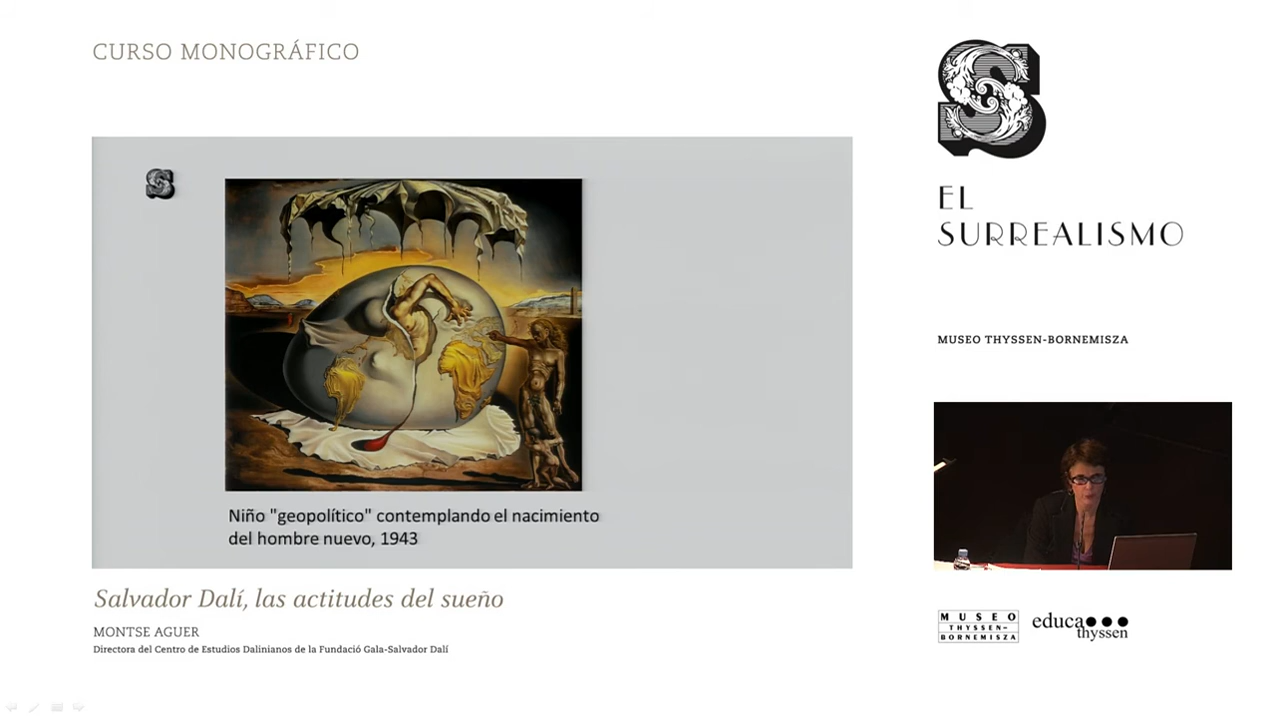 CURSO MONOGRÁFICO
S
EL
SURREALISMO
MUSEO THYSSEN-BORNEMISZA
S
Niño "geopolítico" contemplando el nacimiento
del hombre nuevo, 1943
Salvador Dalí, las actitudes del sueño
MONTSE AGUER
Directora del Centro de Estudios Dalinianos de la Fundació Gala-Salvador Dalí
MUSEO
THYSSEN-
BORNEMISZA
educa
thyssen